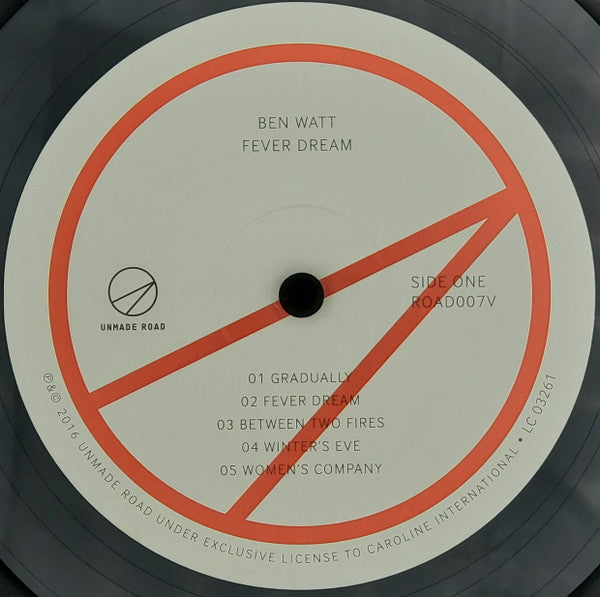 BEN WATT
FEVER DREAM
UNMADE ROAD
SIDE ONE
ROAD007V
01 GRADUALLY
02 FEVER DREAM
03 BETWEEN TWO FIRES
04 WINTER'S EVE
05 WOMEN'S COMPANY
℗&© 2016 UNMADE ROAD UNDER EXCLUSIVE LICENSE TO CAROLINE INTERNATIONAL • LC 03261